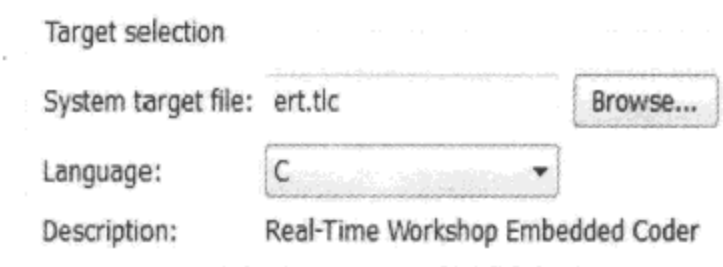 Target selection
System target file: ert.tlc Browse...
Language: C
Description: Real-Time Workshop Embedded Coder